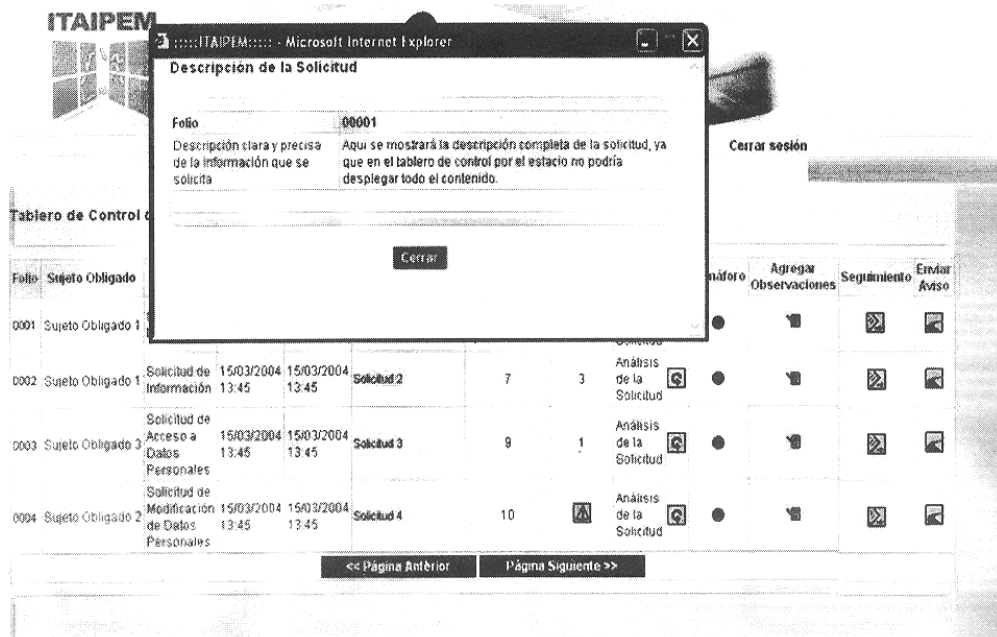 ITAIPEM
:::::ITAIPEM::::: - Microsoft Internet Explorer
Descripción de la Solicitud
Folio 00001
Descripción clara y precisa de la información que se solicita
Aqui se mostrará la descripción completa de la solicitud, ya
que en el tablero de control por el estacio no podría
desplegar todo el contenido.
Cerrar
Cerrar sesión
Tablero de Control
Folio Sujeto Obligado Agregar Observaciones Seguimiento Enviar Aviso
0001 Sujeto Obligado 1
0002 Sujeto Obligado 1 Solicitud de Información 15/03/2004 13:45 15/03/2004 13:45 Solicitud 2 7 3 Análisis de la Solicitud
0003 Sujeto Obligado 3 Solicitud de Acceso a Datos Personales 15/03/2004 13:45 15/03/2004 13:45 Solicitud 3 9 1 Análisis de la Solicitud
0004 Sujeto Obligado 2 Solicitud de Modificación de Datos Personales 15/03/2004 13:45 15/03/2004 13:45 Solicitud 4 10 Análisis de la Solicitud
<< Página Antérior Página Siguiente >>